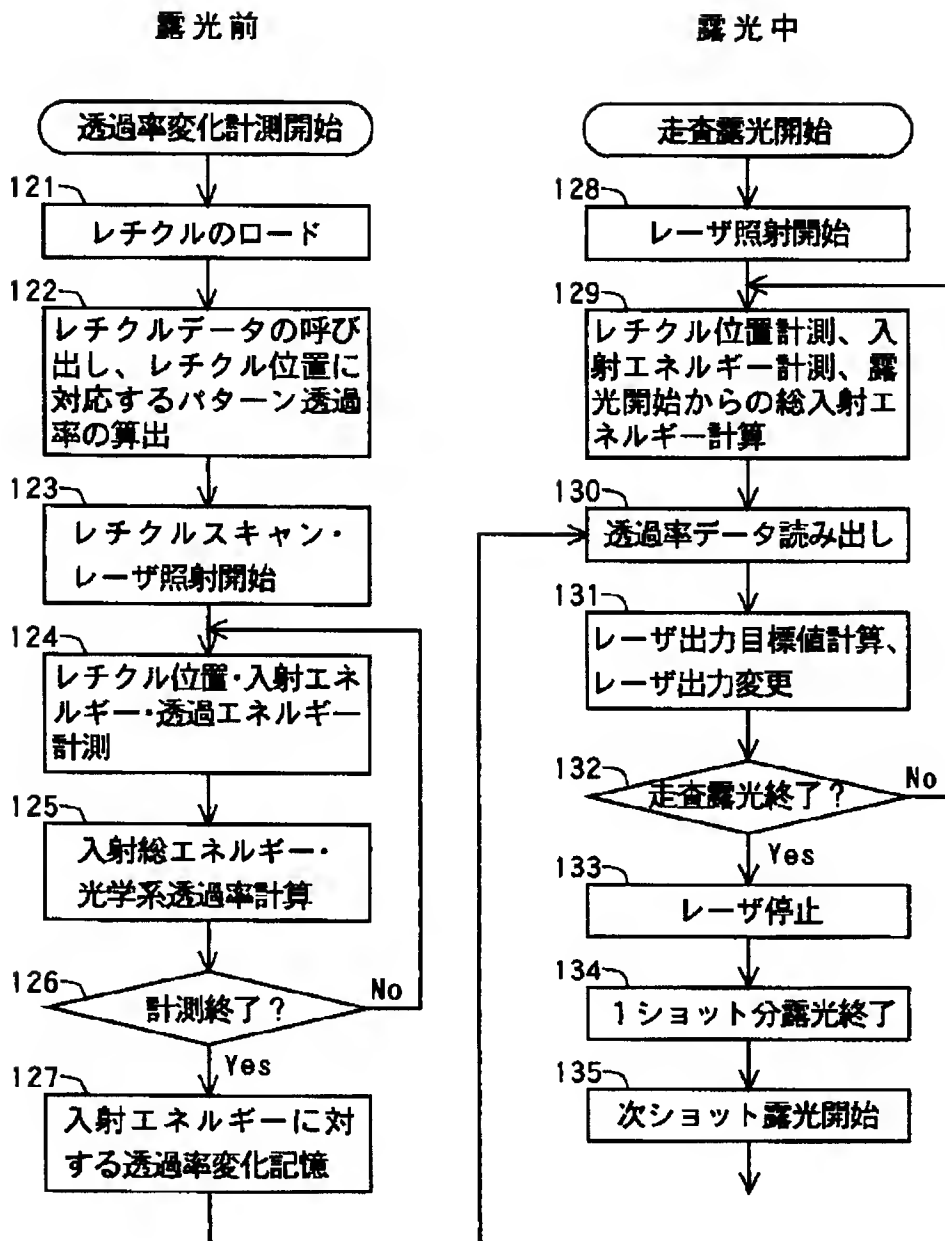 露光前
透過率変化計測開始
121
レチクルのロード
122
レチクルデータの呼び
出し、レチクル位置に
対応するパターン透過
率の算出
123
レチクルスキャン・
レーザ照射開始
124
レチクル位置・入射エネ
ルギー・透過エネルギー
計測
125
入射総エネルギー・
光学系透過率計算
126
計測終了?
No
Yes
127
入射エネルギーに対
する透過率変化記憶
露光中
走査露光開始
128
レーザ照射開始
129
レチクル位置計測、入
射エネルギー計測、露
光開始からの総入射エ
ネルギー計算
130
透過率データ読み出し
131
レーザ出力目標値計算、
レーザ出力変更
132
走査露光終了?
No
Yes
133
レーザ停止
134
1ショット分露光終了
135
次ショット露光開始